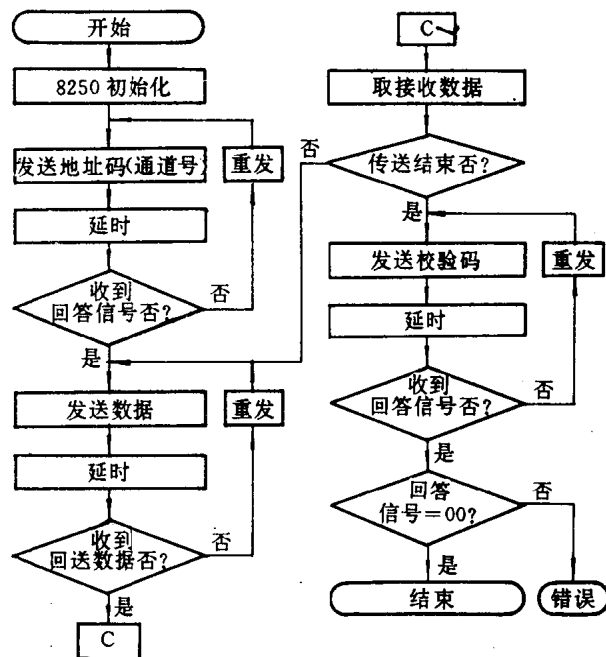 开始
8250初始化
发送地址码(通道号)
重发
延时
收到
回答信号否?
否
是
发送数据
重发
延时
收到
回送数据否?
否
是
C
C
取接收数据
否
传送结束否?
是
发送校验码
重发
延时
收到
回答信号否?
否
是
回答
信号=00?
否
是
结束
错误